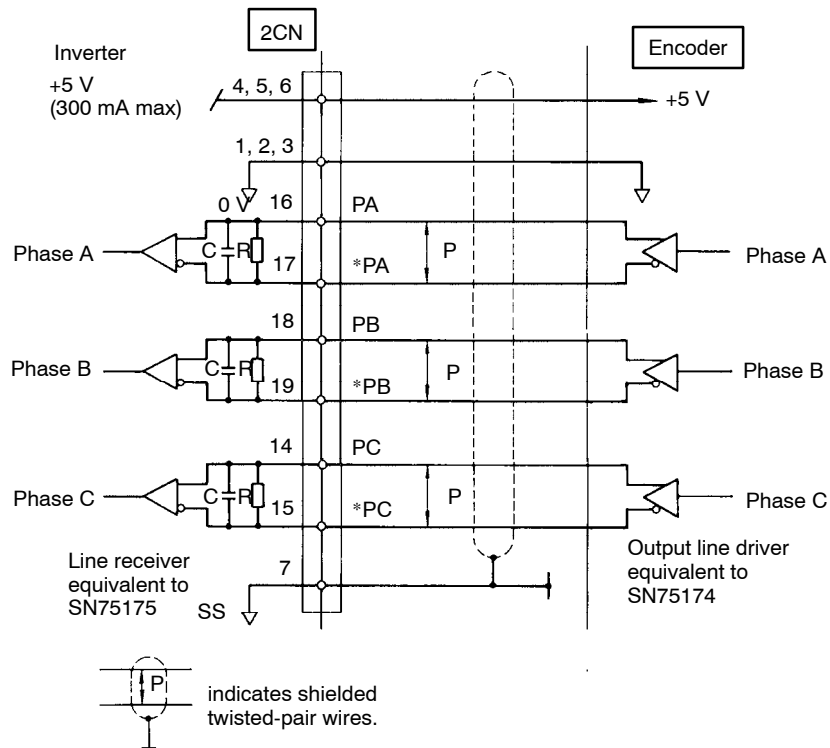 2CN
Encoder
Inverter
+5 V
(300 mA max)
4, 5, 6
+5 V
1, 2, 3
0 V
16
PA
Phase A
C
R
P
Phase A
17
*PA
18
PB
Phase B
C
R
P
Phase B
19
*PB
14
PC
Phase C
C
R
P
Phase C
15
*PC
Line receiver
equivalent to
SN75175
7
SS
Output line driver
equivalent to
SN75174
P
indicates shielded
twisted-pair wires.